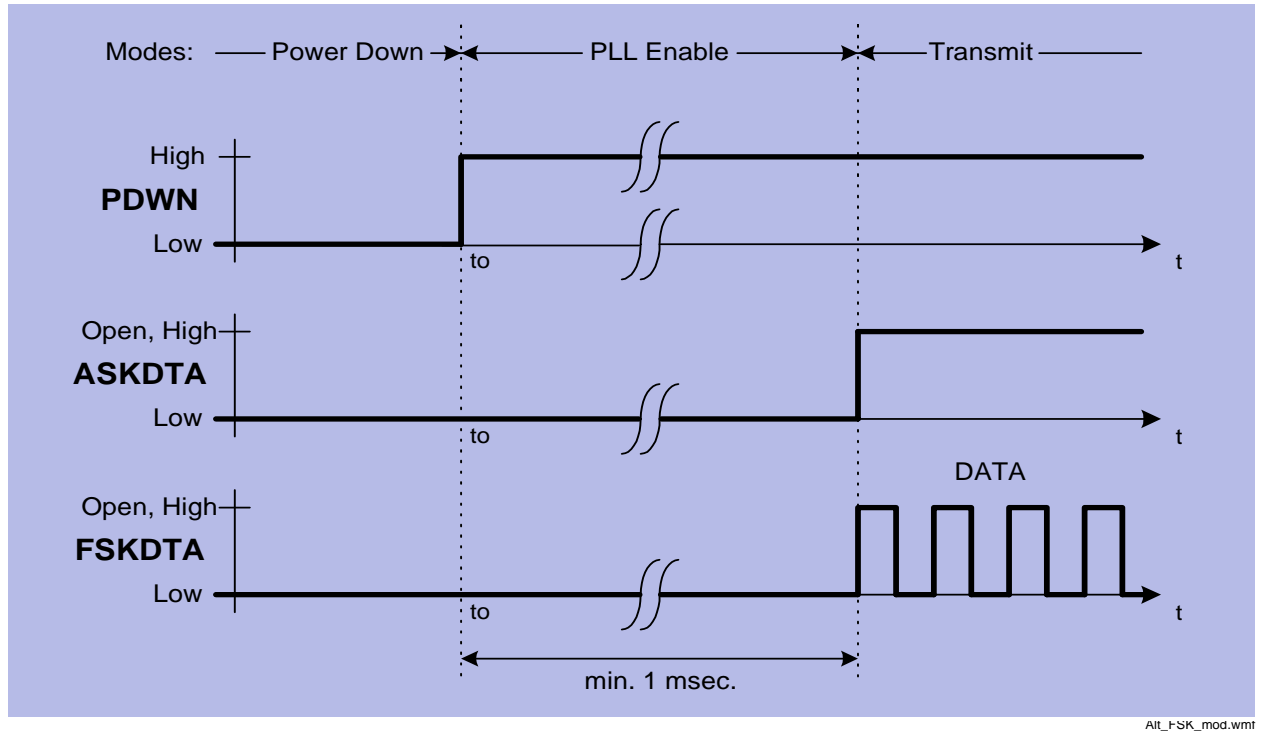 Modes: Power Down PLL Enable Transmit
High
PDWN
Low
to
t
Open, High
ASKDTA
Low
to
t
DATA
Open, High
FSKDTA
Low
to
t
min. 1 msec.
Alt_FSK_mod.wmf